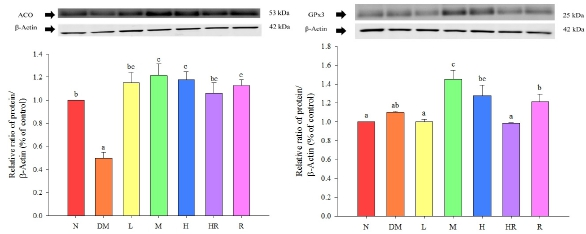 ACO 53 kDa
β-Actin 42 kDa
Relative ratio of protein/
β-Actin (% of control)
1.4
1.2
1.0
0.8
0.6
0.4
0.2
0.0
b a bc c c bc c
N DM L M H HR R
GPx3 25 kDa
β-Actin 42 kDa
Relative ratio of protein/
β-Actin (% of control)
1.8
1.6
1.4
1.2
1.0
0.8
0.6
0.4
0.2
0.0
a ab a c bc a b
N DM L M H HR R